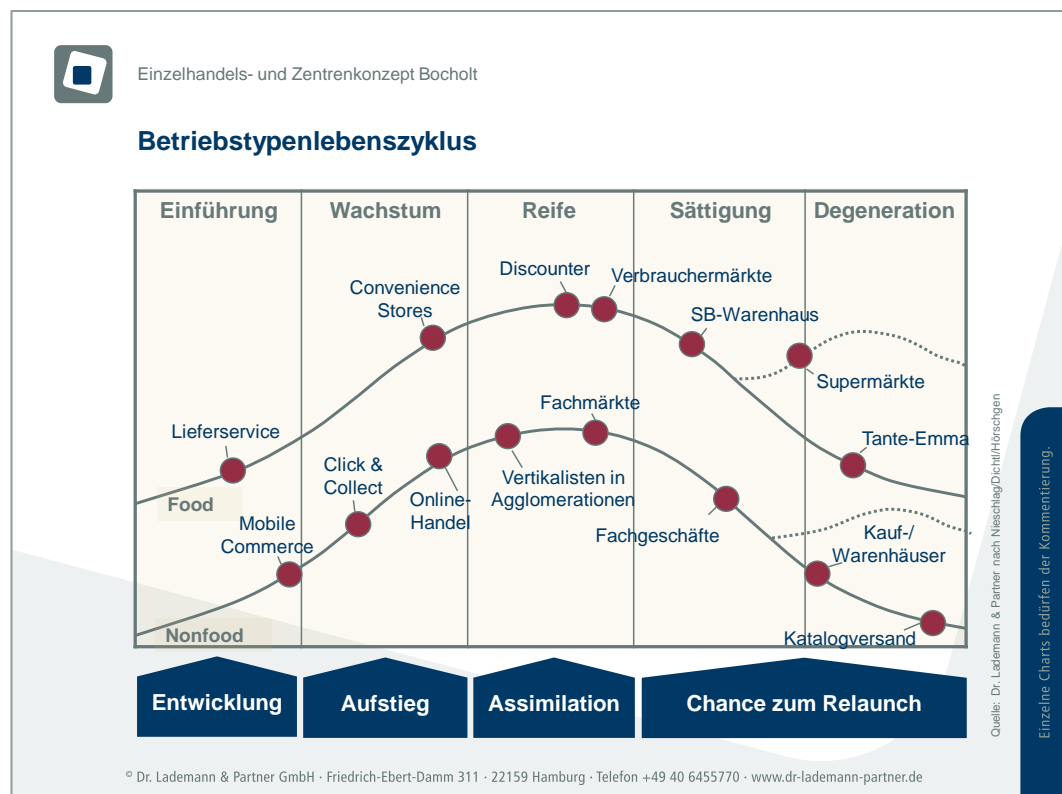 Einzelhandels- und Zentrenkonzept Bocholt
Betriebstypenlebenszyklus
Einführung
Wachstum
Reife
Sättigung
Degeneration
Discounter
Verbrauchermärkte
Convenience
Stores
SB-Warenhaus
Supermärkte
Fachmärkte
Lieferservice
Tante-Emma
Click &
Collect
Vertikalisten in
Agglomerationen
Online-
Handel
Food
Mobile
Commerce
Fachgeschäfte
Kauf-/
Warenhäuser
Nonfood
Katalogversand
Entwicklung
Aufstieg
Assimilation
Chance zum Relaunch
Quelle: Dr. Lademann & Partner nach Nieschlag/Dichtl/Hörschgen
Einzelne Charts bedürfen der Kommentierung.
© Dr. Lademann & Partner GmbH · Friedrich-Ebert-Damm 311 · 22159 Hamburg · Telefon +49 40 6455770 · www.dr-lademann-partner.de